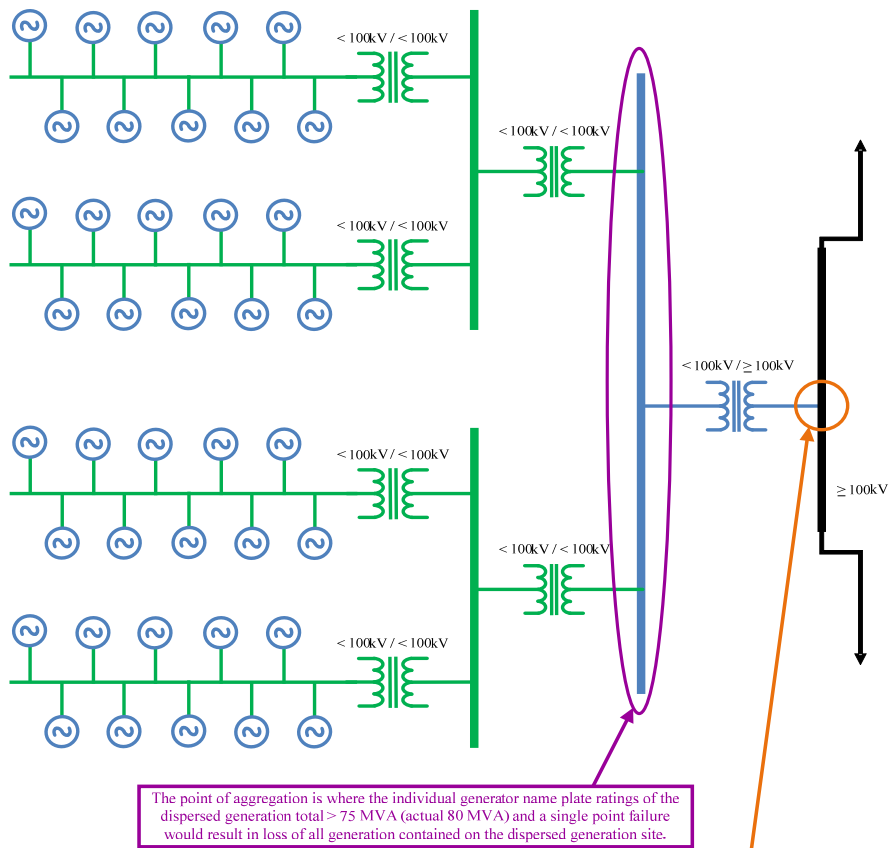 < 100kV / < 100kV
< 100kV / < 100kV
< 100kV / < 100kV
< 100kV / ≥ 100kV
≥ 100kV
< 100kV / < 100kV
< 100kV / < 100kV
< 100kV / < 100kV
The point of aggregation is where the individual generator name plate ratings of the
dispersed generation total > 75 MVA (actual 80 MVA) and a single point failure
would result in loss of all generation contained on the dispersed generation site.